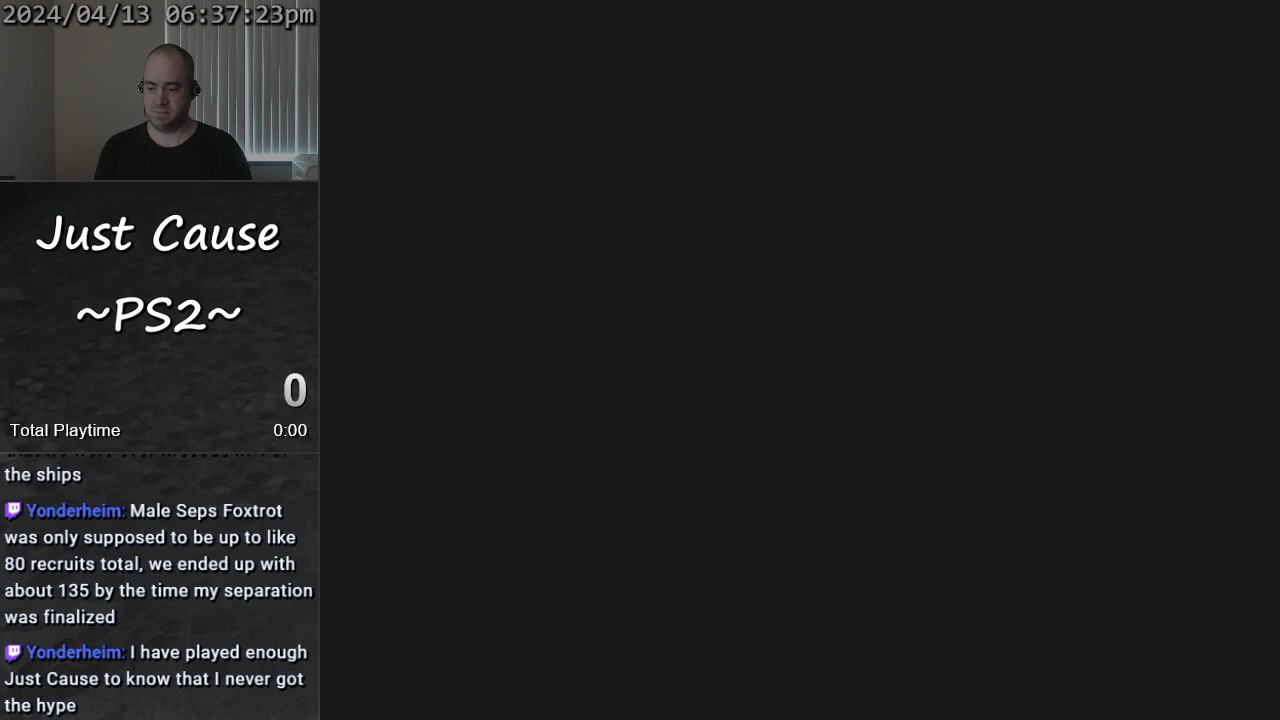 2024/04/13 06:37:23pm
Just Cause
~PS2~
0
Total Playtime 0:00
the ships
Yonderheim: Male Seps Foxtrot
was only supposed to be up to like
80 recruits total, we ended up with
about 135 by the time my separation
was finalized
Yonderheim: I have played enough
Just Cause to know that I never got
the hype